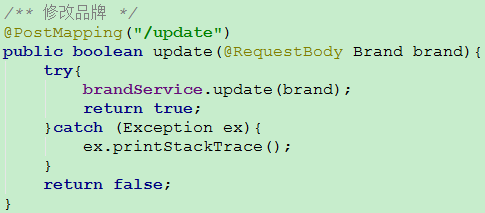 /** 修改品牌 */
@PostMapping("/update")
public boolean update(@RequestBody Brand brand){
    try{
        brandService.update(brand);
        return true;
    }catch (Exception ex){
        ex.printStackTrace();
    }
    return false;
}